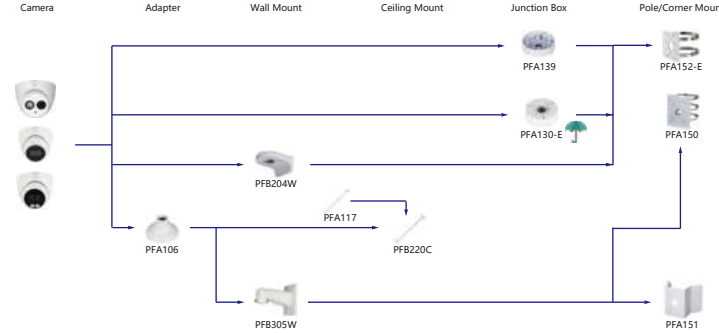 Camera Adapter Wall Mount Ceiling Mount Junction Box Pole/Corner Mour
PFA139 PFA152-E
PFA130-E PFA150
PFB204W
PFA117
PFA106 PFB220C
PFB305W PFA151